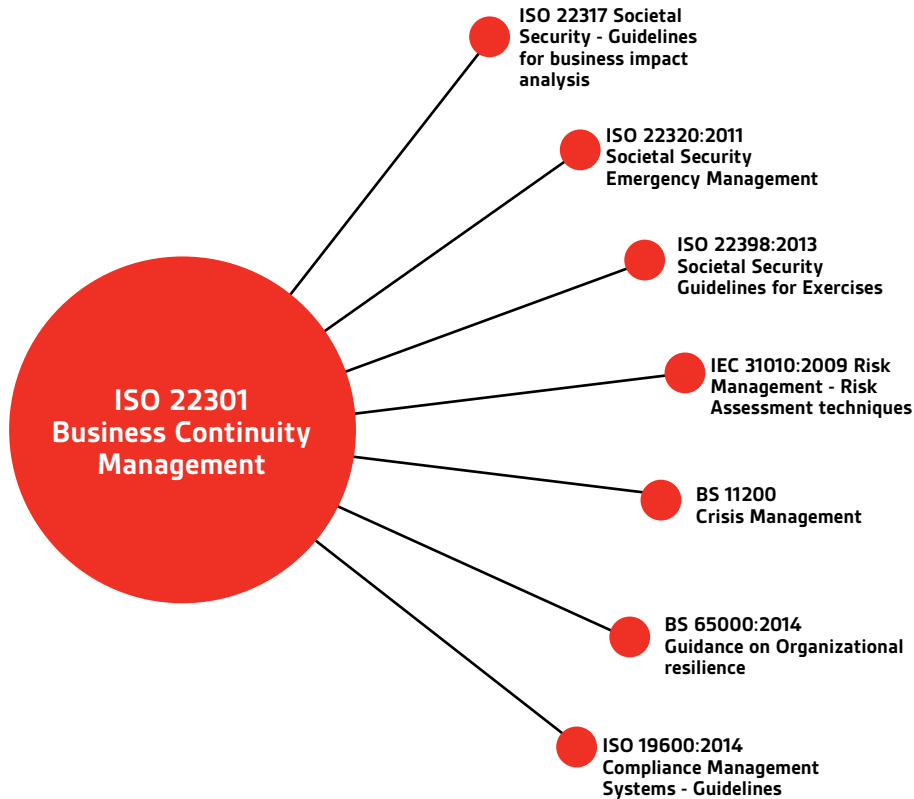 ISO 22317 Societal
Security - Guidelines
for business impact
analysis
ISO 22320:2011
Societal Security
Emergency Management
ISO 22398:2013
Societal Security
Guidelines for Exercises
IEC 31010:2009 Risk
Management - Risk
Assessment techniques
ISO 22301
Business Continuity
Management
BS 11200
Crisis Management
BS 65000:2014
Guidance on Organizational
resilience
ISO 19600:2014
Compliance Management
Systems - Guidelines